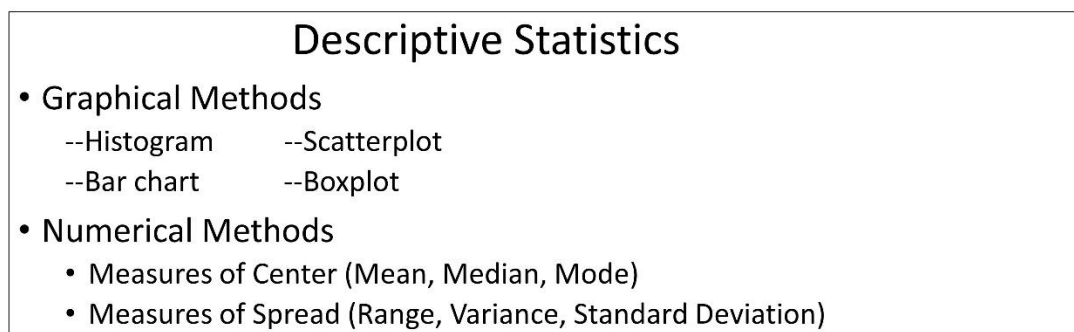 Descriptive Statistics
• Graphical Methods
--Histogram --Scatterplot
--Bar chart --Boxplot
• Numerical Methods
• Measures of Center (Mean, Median, Mode)
• Measures of Spread (Range, Variance, Standard Deviation)